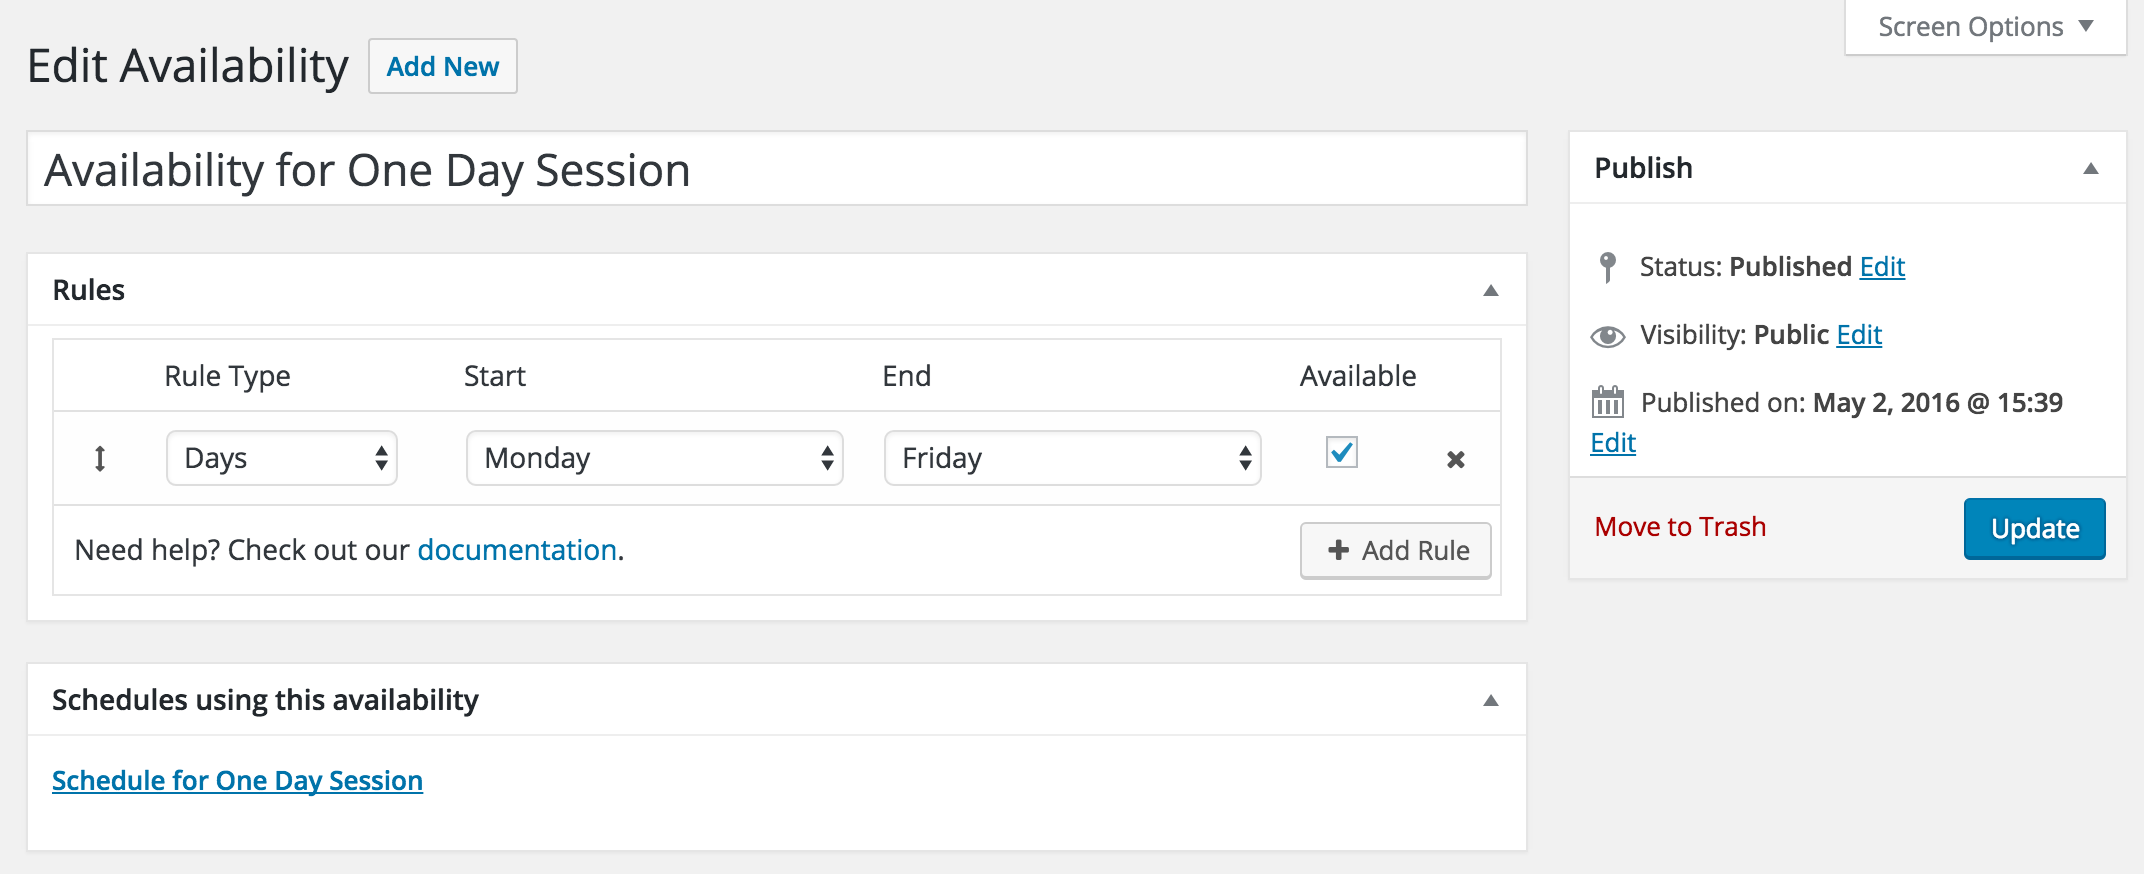 Screen Options
Edit Availability Add New
Availability for One Day Session
Rules
Rule Type Start End Available
Days Monday Friday
Need help? Check out our documentation. Add Rule
Schedules using this availability
Schedule for One Day Session
Publish
Status: Published Edit
Visibility: Public Edit
Published on: May 2, 2016 @ 15:39
Edit
Move to Trash Update